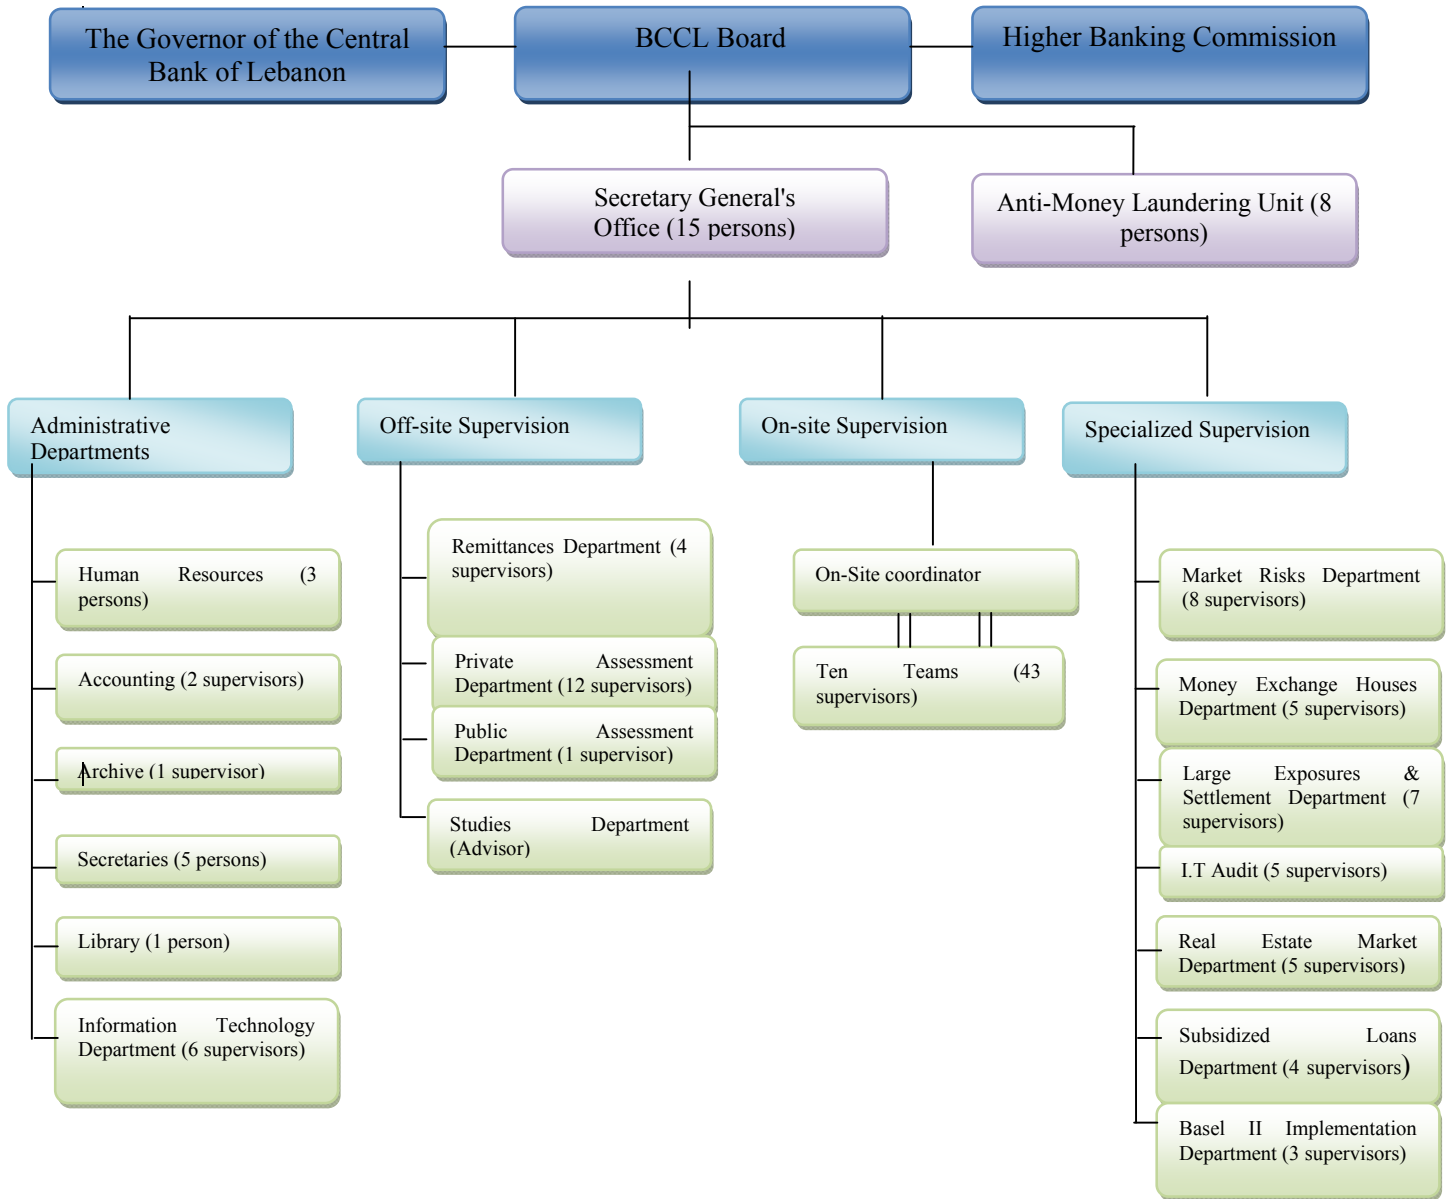 The Governor of the Central
Bank of Lebanon
BCCL Board
Higher Banking Commission
Secretary General's
Office (15 persons)
Anti-Money Laundering Unit (8
persons)
Administrative
Departments
Off-site Supervision
On-site Supervision
Specialized Supervision
Human Resources (3
persons)
Accounting (2 supervisors)
Archive (1 supervisor)
Secretaries (5 persons)
Library (1 person)
Information Technology
Department (6 supervisors)
Remittances Department (4
supervisors)
Private Assessment
Department (12 supervisors)
Public Assessment
Department (1 supervisor)
Studies Department
(Advisor)
On-Site coordinator
Ten Teams (43
supervisors)
Market Risks Department
(8 supervisors)
Money Exchange Houses
Department (5 supervisors)
Large Exposures &
Settlement Department (7
supervisors)
I.T Audit (5 supervisors)
Real Estate Market
Department (5 supervisors)
Subsidized Loans
Department (4 supervisors)
Basel II Implementation
Department (3 supervisors)